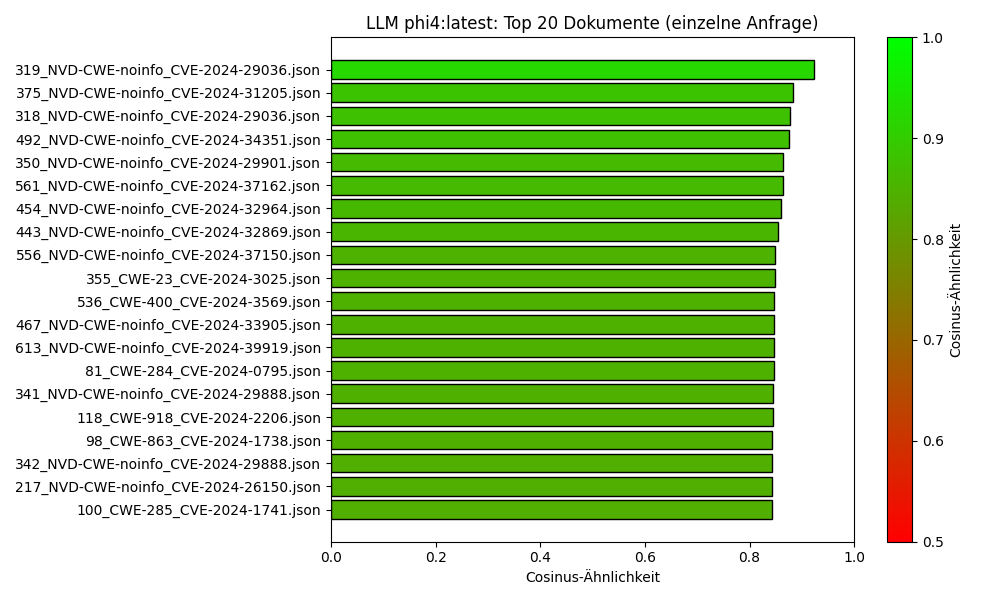 LLM phi4:latest: Top 20 Dokumente (einzelne Anfrage)
319_NVD-CWE-noinfo_CVE-2024-29036.json
375_NVD-CWE-noinfo_CVE-2024-31205.json
318_NVD-CWE-noinfo_CVE-2024-29036.json
492_NVD-CWE-noinfo_CVE-2024-34351.json
350_NVD-CWE-noinfo_CVE-2024-29901.json
561_NVD-CWE-noinfo_CVE-2024-37162.json
454_NVD-CWE-noinfo_CVE-2024-32964.json
443_NVD-CWE-noinfo_CVE-2024-32869.json
556_NVD-CWE-noinfo_CVE-2024-37150.json
355_CWE-23_CVE-2024-3025.json
536_CWE-400_CVE-2024-3569.json
467_NVD-CWE-noinfo_CVE-2024-33905.json
613_NVD-CWE-noinfo_CVE-2024-39919.json
81_CWE-284_CVE-2024-0795.json
341_NVD-CWE-noinfo_CVE-2024-29888.json
118_CWE-918_CVE-2024-2206.json
98_CWE-863_CVE-2024-1738.json
342_NVD-CWE-noinfo_CVE-2024-29888.json
217_NVD-CWE-noinfo_CVE-2024-26150.json
100_CWE-285_CVE-2024-1741.json
0.0 0.2 0.4 0.6 0.8 1.0
Cosinus-Ähnlichkeit
1.0
0.9
0.8
0.7
0.6
0.5
Cosinus-Ähnlichkeit